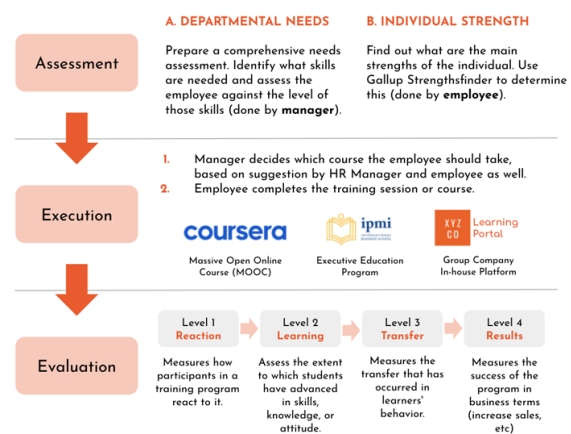 A. DEPARTMENTAL NEEDS
Prepare a comprehensive needs
assessment. Identify what skills
are needed and assess the
employee against the level of
those skills (done by manager).
B. INDIVIDUAL STRENGTH
Find out what are the main
strengths of the individual. Use
Gallup Strengthsfinder to determine
this (done by employee).
Assessment
1. Manager decides which course the employee should take,
based on suggestion by HR Manager and employee as well.
2. Employee completes the training session or course.
Execution
coursera
Massive Open Online
Course (MOOC)
ipmi
INTERNATIONAL
BUSINESS SCHOOL
Executive Education
Program
XYZ
CO
Learning
Portal
Group Company
In-house Platform
Evaluation
Level 1
Reaction
Measures how
participants in a
training program
react to it.
Level 2
Learning
Assess the extent
to which students
have advanced
in skills,
knowledge, or
attitude.
Level 3
Transfer
Measures the
transfer that has
occurred in
learners'
behavior.
Level 4
Results
Measures the
success of the
program in
business terms
(increase sales,
etc)